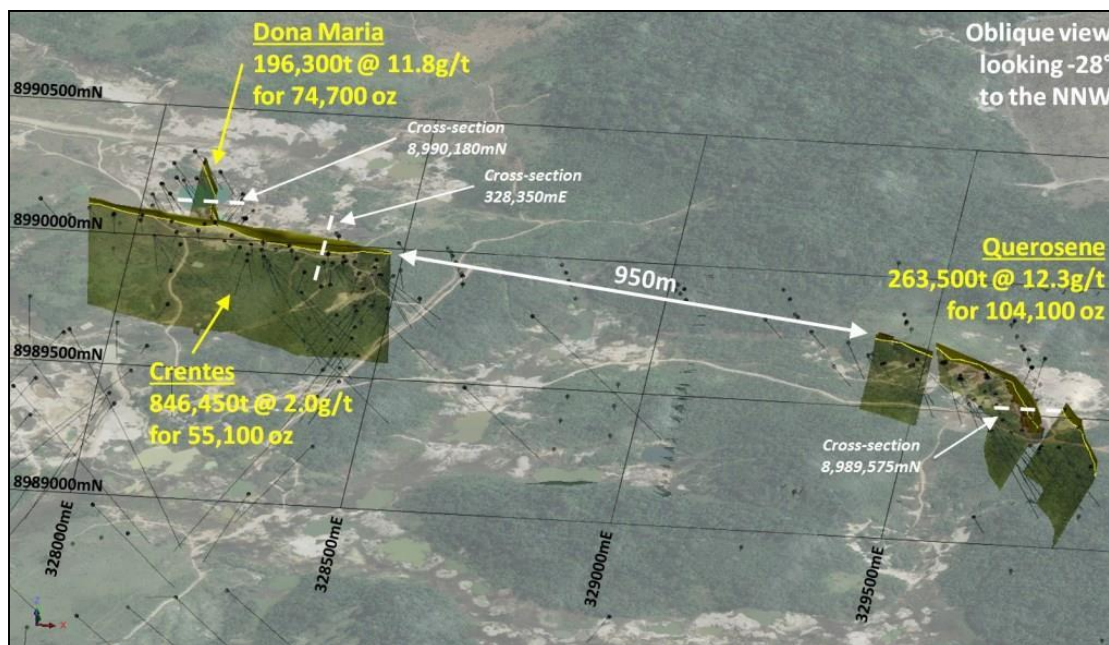 Dona Maria
196,300t @ 11.8g/t
for 74,700 oz
Oblique view
looking -28°
to the NNW
8990500mN
Cross-section
8,990,180mN
Cross-section
328,350mE
8990000mN
950m
Querosene
263,500t @ 12.3g/t
for 104,100 oz
8989500mN
Crentes
846,450t @ 2.0g/t
for 55,100 oz
Cross-section
8,989,575mN
8989000mN
328000mE
328500mE
329000mE
329500mE
Z
X